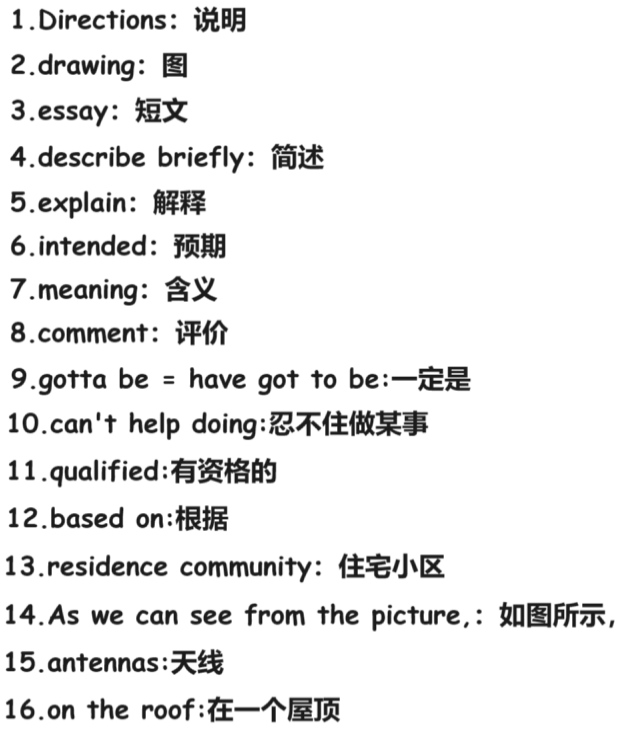 1.Directions: 说明
2.drawing: 图
3.essay: 短文
4.describe briefly: 简述
5.explain: 解释
6.intended: 预期
7.meaning: 含义
8.comment: 评价
9.gotta be = have got to be:一定是
10.can't help doing:忍不住做某事
11.qualified:有资格的
12.based on:根据
13.residence community: 住宅小区
14.As we can see from the picture,: 如图所示,
15.antennas:天线
16.on the roof:在一个屋顶